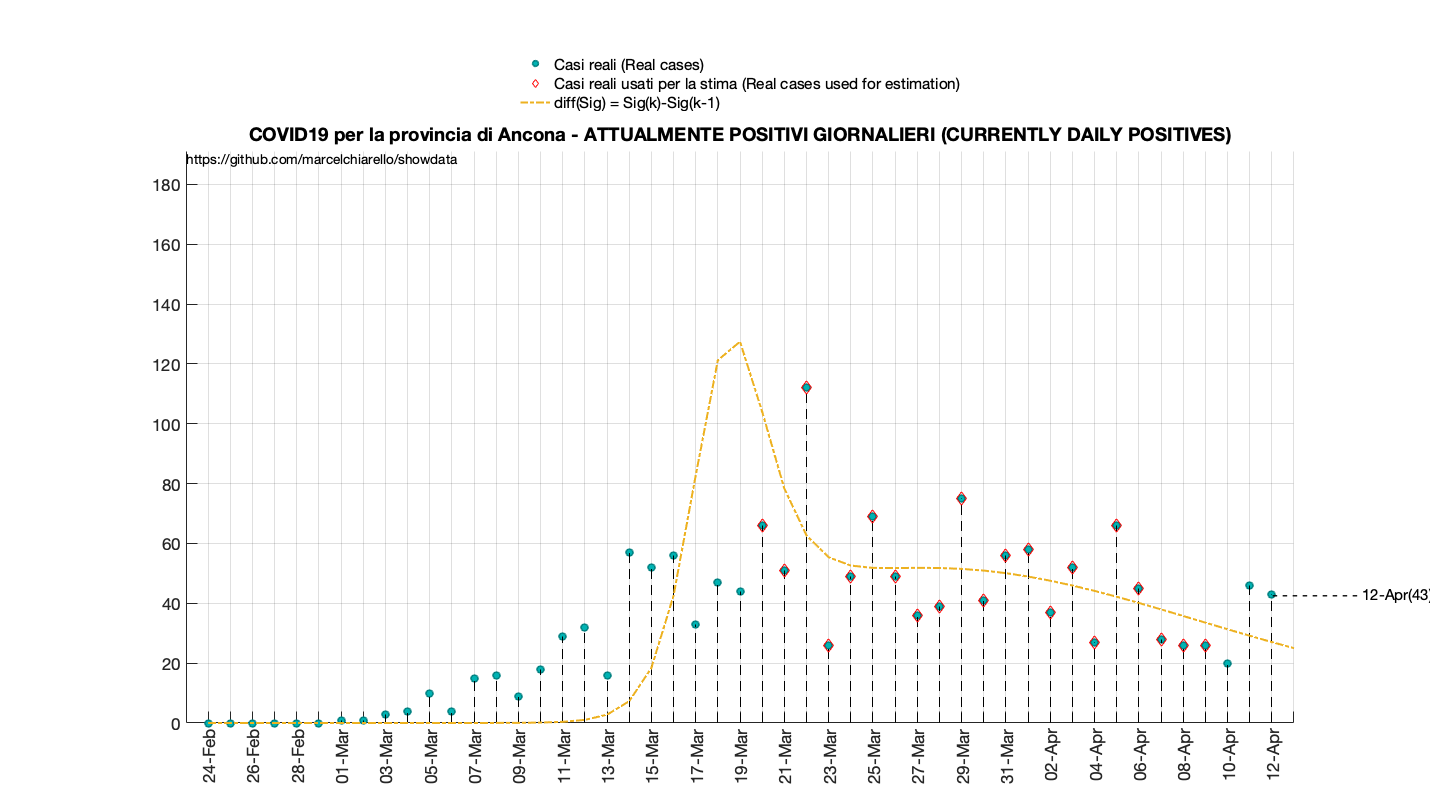 Casi reali (Real cases)
Casi reali usati per la stima (Real cases used for estimation)
diff(Sig) = Sig(k)-Sig(k-1)
COVID19 per la provincia di Ancona - ATTUALMENTE POSITIVI GIORNALIERI (CURRENTLY DAILY POSITIVES)
https://github.com/marcelchiarello/showdata
180
160
140
120
100
80
60
40
20
0
12-Apr(43)
24-Feb
26-Feb
28-Feb
01-Mar
03-Mar
05-Mar
07-Mar
09-Mar
11-Mar
13-Mar
15-Mar
17-Mar
19-Mar
21-Mar
23-Mar
25-Mar
27-Mar
29-Mar
31-Mar
02-Apr
04-Apr
06-Apr
08-Apr
10-Apr
12-Apr